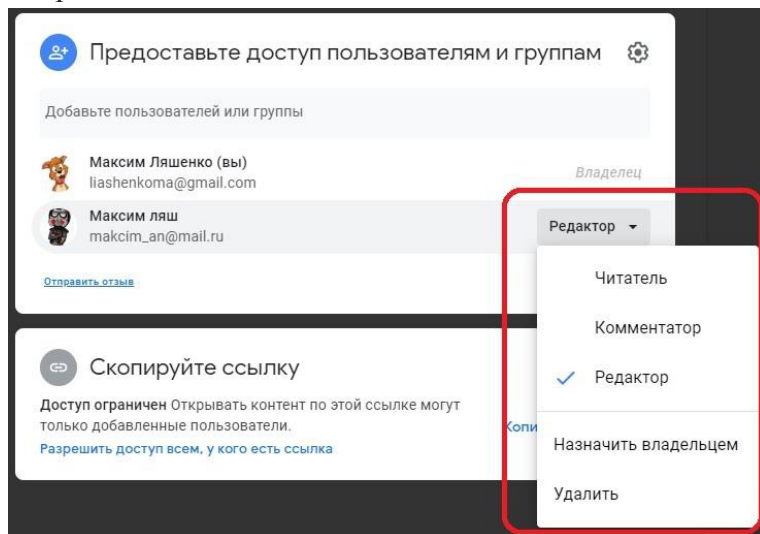 Предоставьте доступ пользователям и группам
Добавьте пользователей или группы
Максим Ляшенко (вы)
liashenkoma@gmail.com
Владелец
Максим ляш
makcim_an@mail.ru
Редактор
Отправить отзыв
Читатель
Комментатор
Редактор
Назначить владельцем
Удалить
Скопируйте ссылку
Доступ ограничен Открывать контент по этой ссылке могут
только добавленные пользователи.
Копи
Разрешить доступ всем, у кого есть ссылка